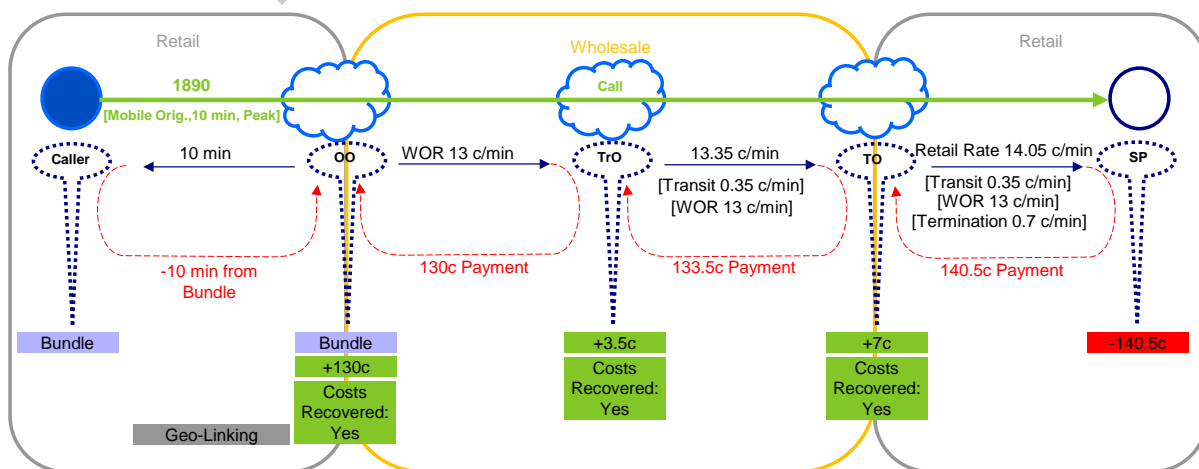 Retail
Wholesale
Retail
1890
Call
[Mobile Orig.,10 min, Peak]
Caller
10 min
OO
WOR 13 c/min
TrO
13.35 c/min
TO
Retail Rate 14.05 c/min
SP
[Transit 0.35 c/min]
[WOR 13 c/min]
[Transit 0.35 c/min]
[WOR 13 c/min]
[Termination 0.7 c/min]
-10 min from
Bundle
130c Payment
133.5c Payment
140.5c Payment
Bundle
Bundle
+3.5c
+7c
-140.5c
+130c
Costs
Recovered:
Yes
Costs
Recovered:
Yes
Costs
Recovered:
Yes
Geo-Linking